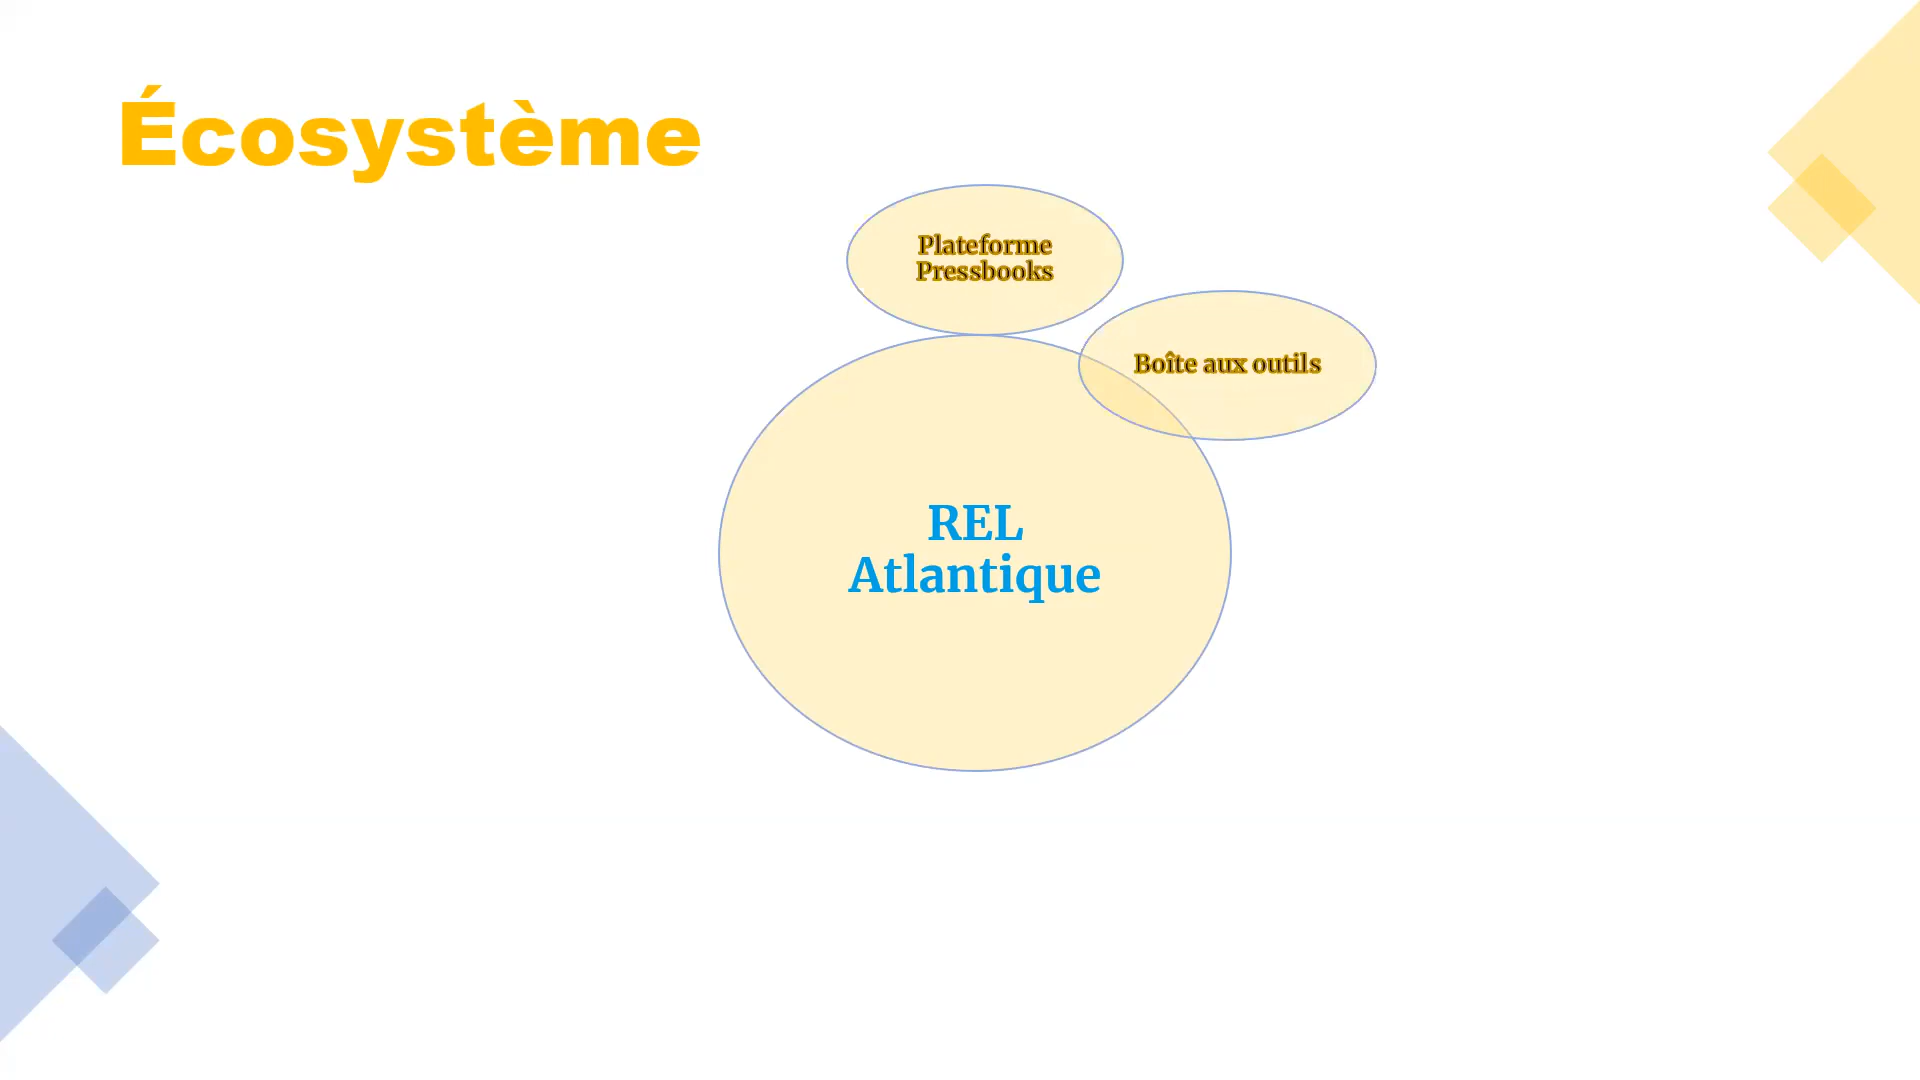 Écosystème
Plateforme
Pressbooks
Boîte aux outils
REL
Atlantique